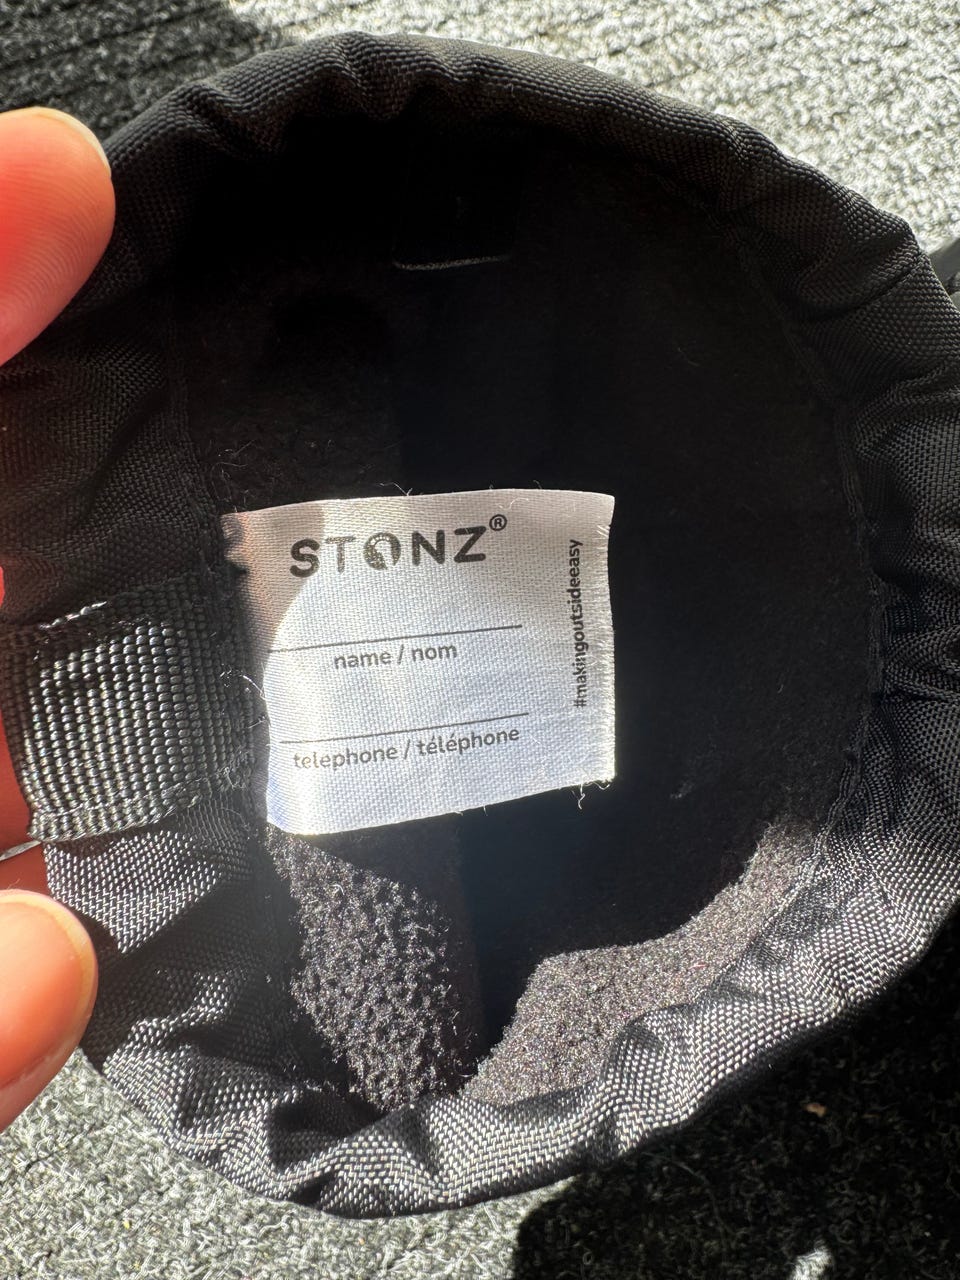 STONZ®
name / nom
telephone / téléphone
#makingoutsideeasy